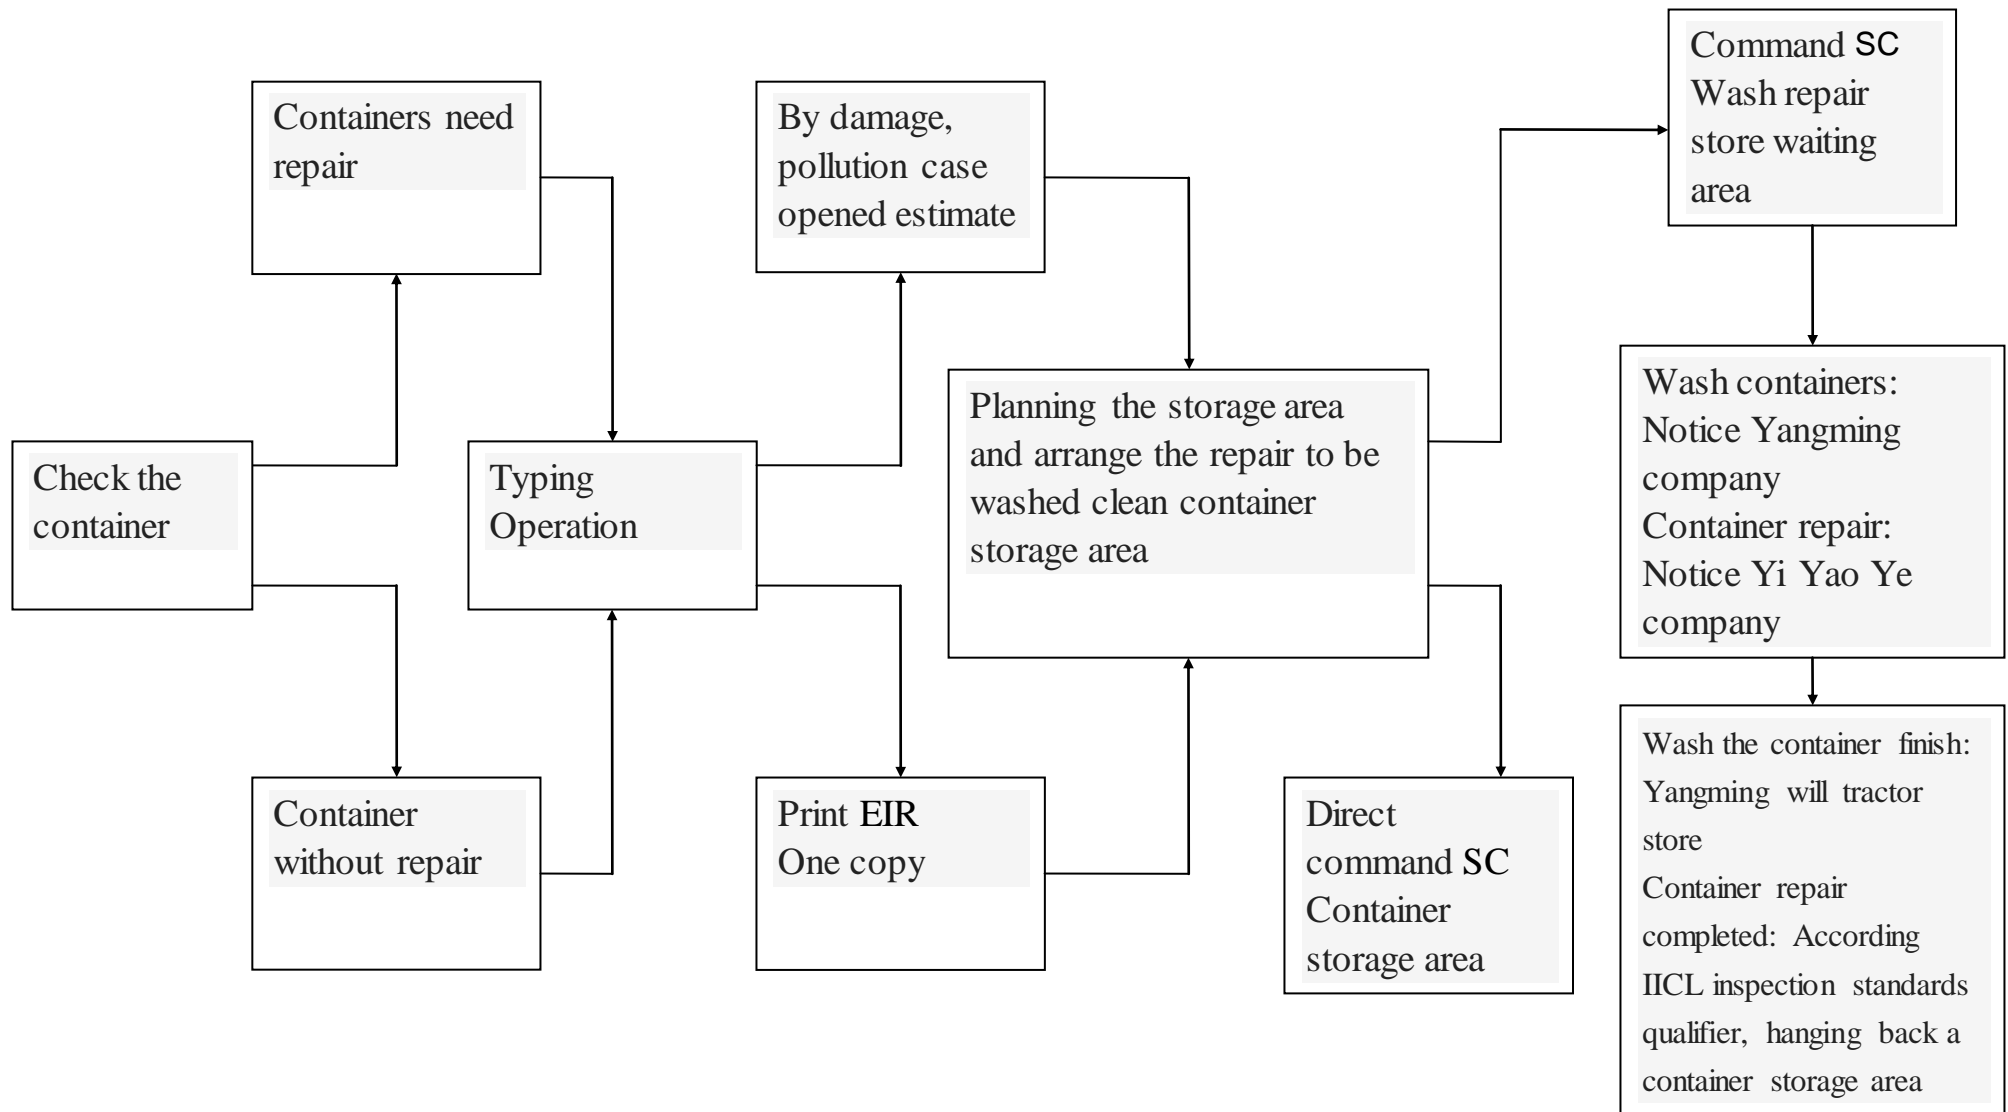 Check the
container
Containers need
repair
Container
without repair
Typing
Operation
By damage,
pollution case
opened estimate
Print EIR
One copy
Planning the storage area
and arrange the repair to be
washed clean container
storage area
Direct
command SC
Container
storage area
Command SC
Wash repair
store waiting
area
Wash containers:
Notice Yangming
company
Container repair:
Notice Yi Yao Ye
company
Wash the container finish:
Yangming will tractor
store
Container repair
completed: According
IICL inspection standards
qualifier, hanging back a
container storage area